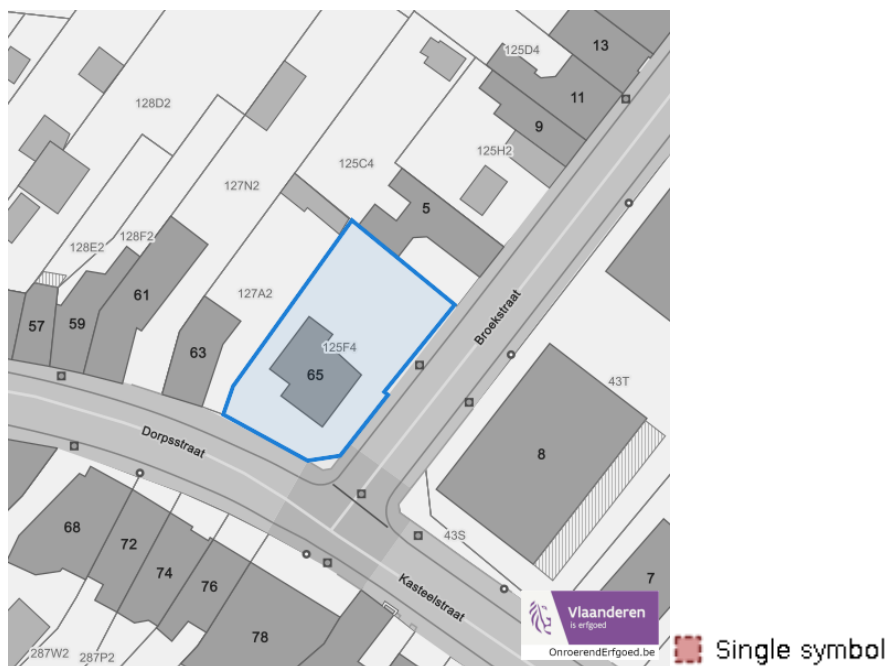 13
125D4
11
128D2
9
125H2
125C4
127N2
5
128F2
128E2
61
127A2
57
59
Broekstraat
125F4
63
65
43T
Dorpsstraat
8
68
72
43S
74
76
7
Kasteelstraat
78
287W2
287P2
Vlaanderen
is erfgoed
OnroerendErfgoed.be
Single symbol